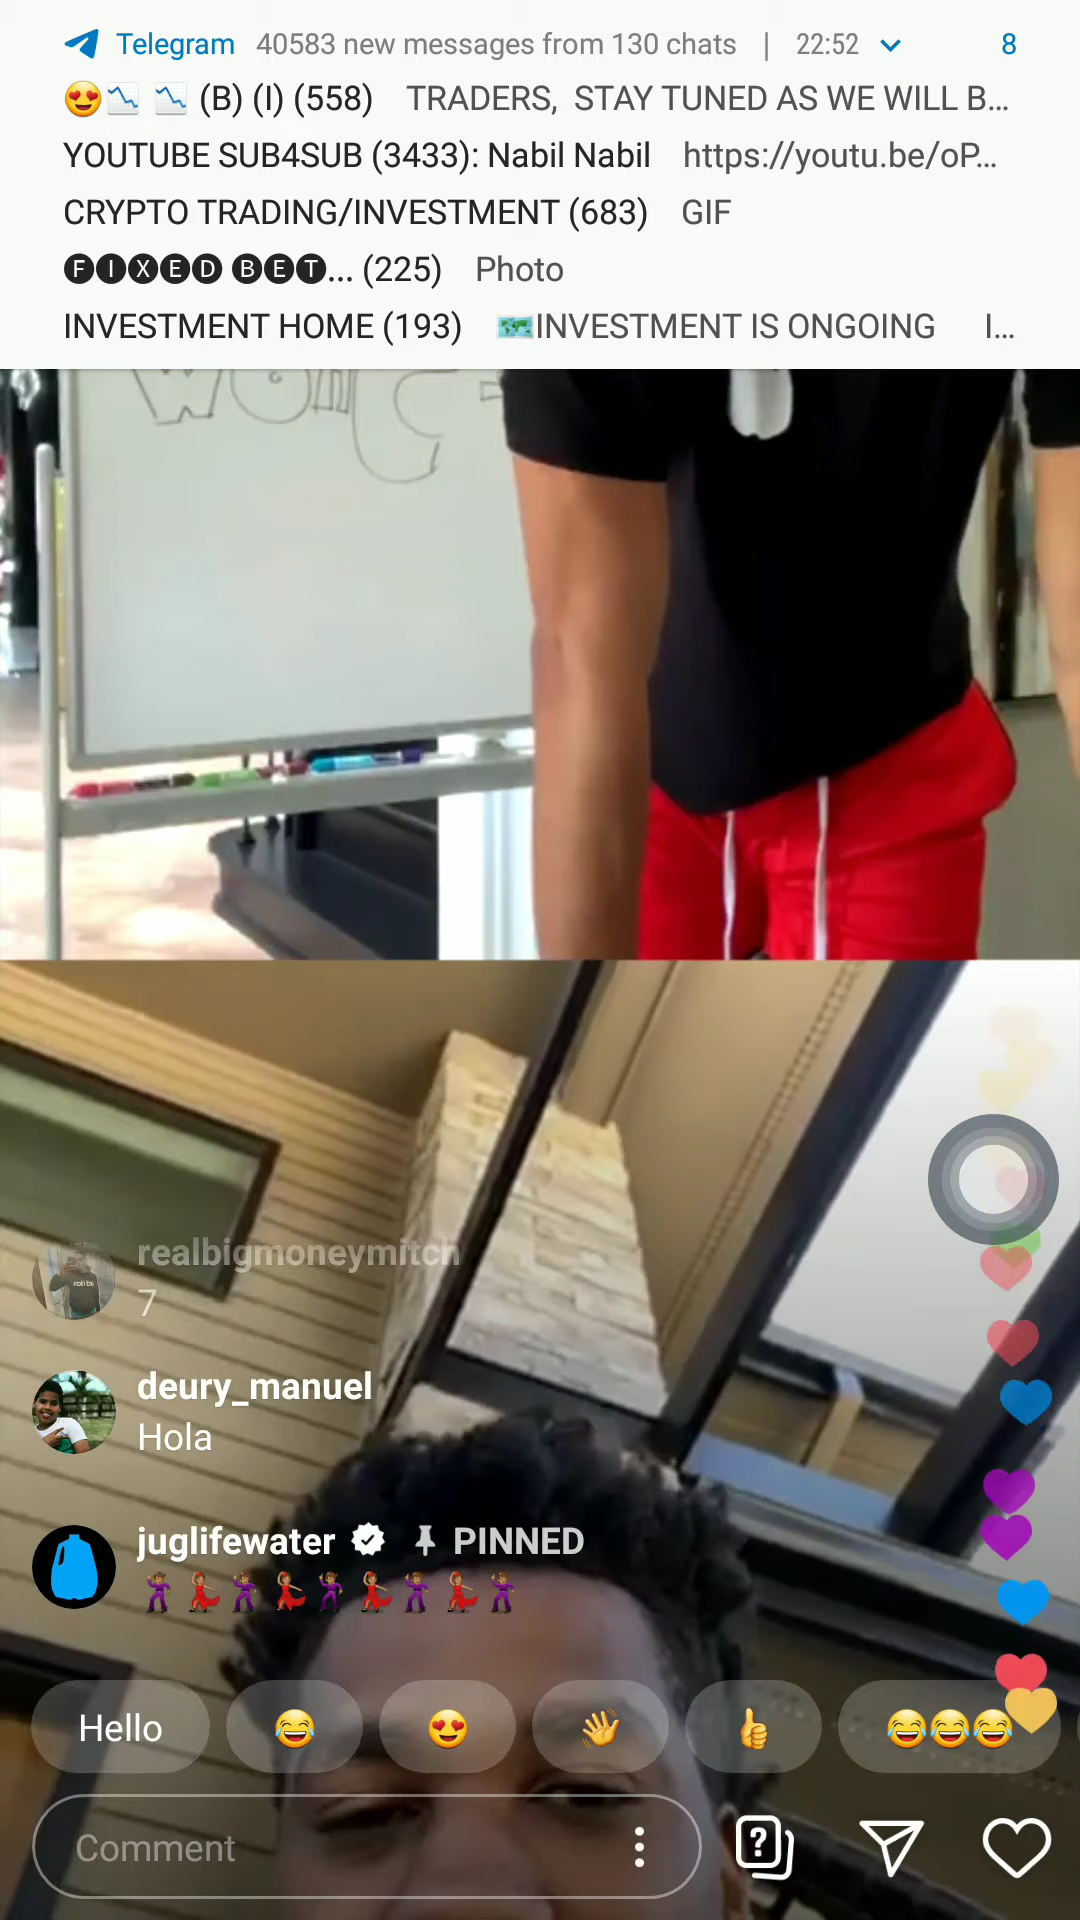 Telegram 40583 new messages from 130 chats | 22:52 8
😍📉 📉 (B) (I) (558) TRADERS, STAY TUNED AS WE WILL B...
YOUTUBE SUB4SUB (3433): Nabil Nabil https://youtu.be/oP...
CRYPTO TRADING/INVESTMENT (683) GIF
🅕🅘🅧🅔🅓 🅑🅔🅣... (225) Photo
INVESTMENT HOME (193) 🗺️INVESTMENT IS ONGOING I...
realbigmoneymitch
7
deury_manuel
Hola
juglifewater PINNED
🕺💃🕺💃🕺💃🕺💃🕺
Hello 😂 😍 👋 👍 😂😂😂
Comment